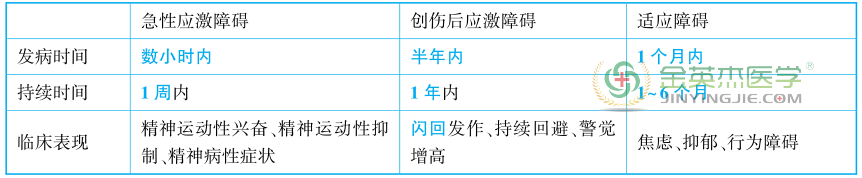 急性应激障碍 创伤后应激障碍 适应障碍
发病时间 数小时内 半年内 1个月内
持续时间 1周内 1年内 1~6个月
临床表现 精神运动性兴奋、精神运动性抑制、精神病性症状 闪回发作、持续回避、警觉增高 焦虑、抑郁、行为障碍
金英杰医学®
JINYINGJIE.COM